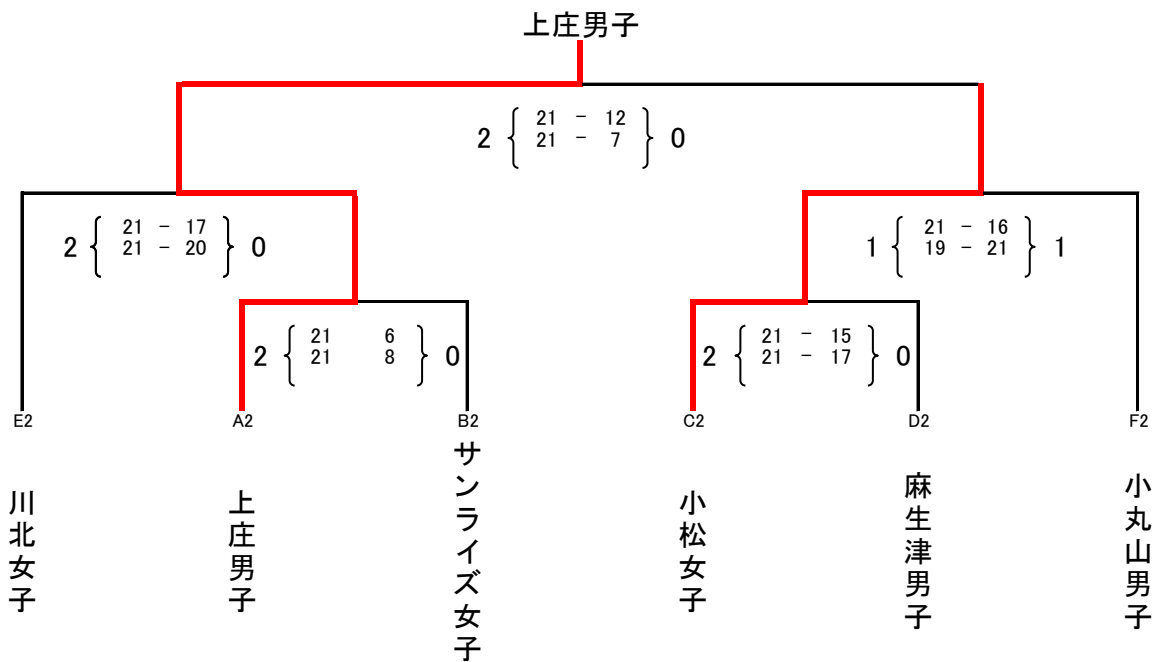 上庄男子
2 { 21 - 12 } 0
21 - 7
2 { 21 - 17 } 0
21 - 20
1 { 21 - 16 } 1
19 - 21
2 { 21 6 } 0
21 8
2 { 21 - 15 } 0
21 - 17
E2 A2 B2 C2 D2 F2
川北女子
上庄男子
サンライズ女子
小松女子
麻生津男子
小丸山男子